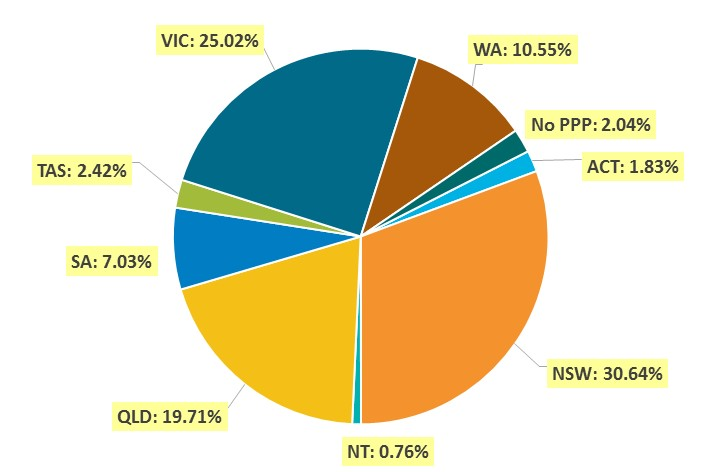 VIC: 25.02%
WA: 10.55%
No PPP: 2.04%
ACT: 1.83%
TAS: 2.42%
SA: 7.03%
NSW: 30.64%
QLD: 19.71%
NT: 0.76%